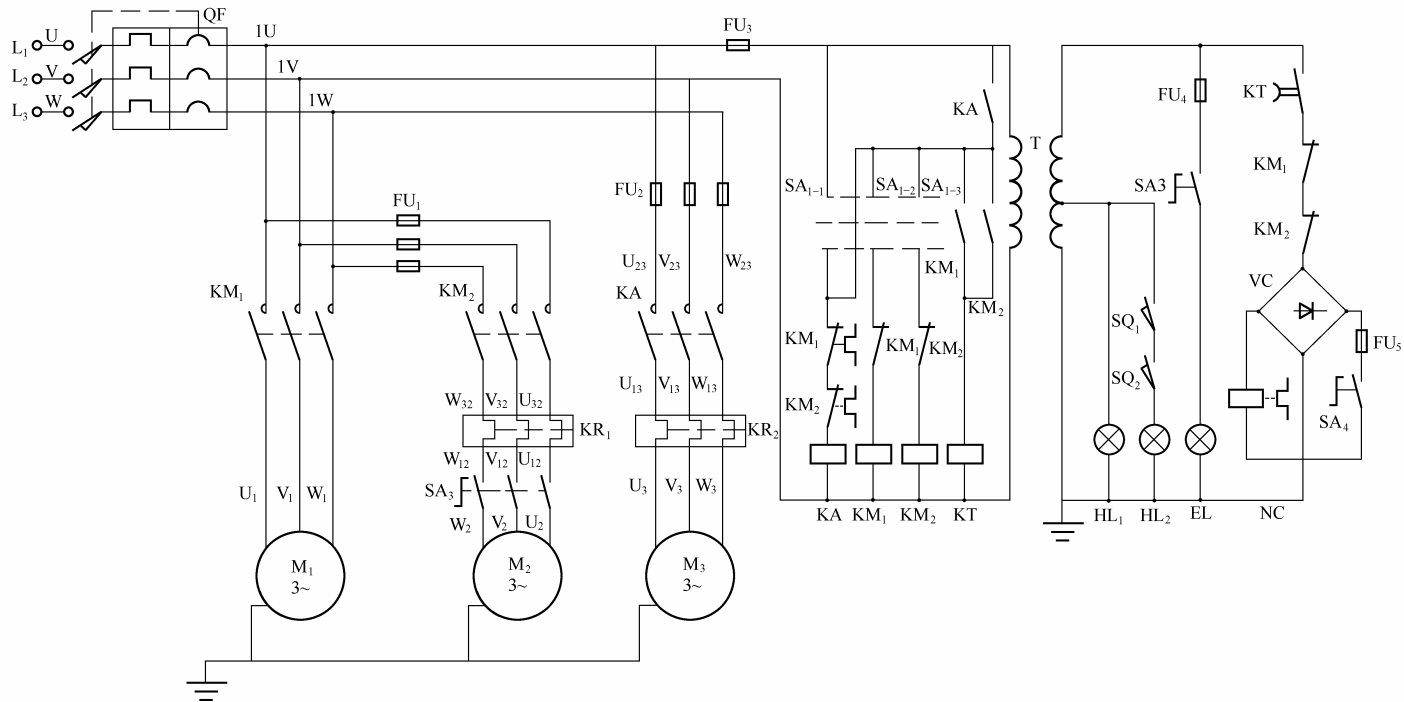 QF
L₁ U
1U
FU₃
L₂ V
1V
L₃ W
1W
FU₄
KT
KA
T
KM₁
SA₁₋₁
SA₁₋₂
SA₁₋₃
SA3
FU₂
FU₁
KM₂
U₂₃ V₂₃ W₂₃
KM₁
KM₁
KM₂
KA
KM₂
VC
SQ₁
KM₁
KM₁
KM₂
FU₅
U₁₃ V₁₃ W₁₃
SQ₂
W₃₂ V₃₂ U₃₂
KM₂
SA₄
KR₁
KR₂
W₁₂ V₁₂ U₁₂
SA₃
U₁ V₁ W₁
U₃ V₃ W₃
W₂ V₂ U₂
KA KM₁ KM₂ KT
HL₁ HL₂ EL NC
M₁
3~
M₂
3~
M₃
3~